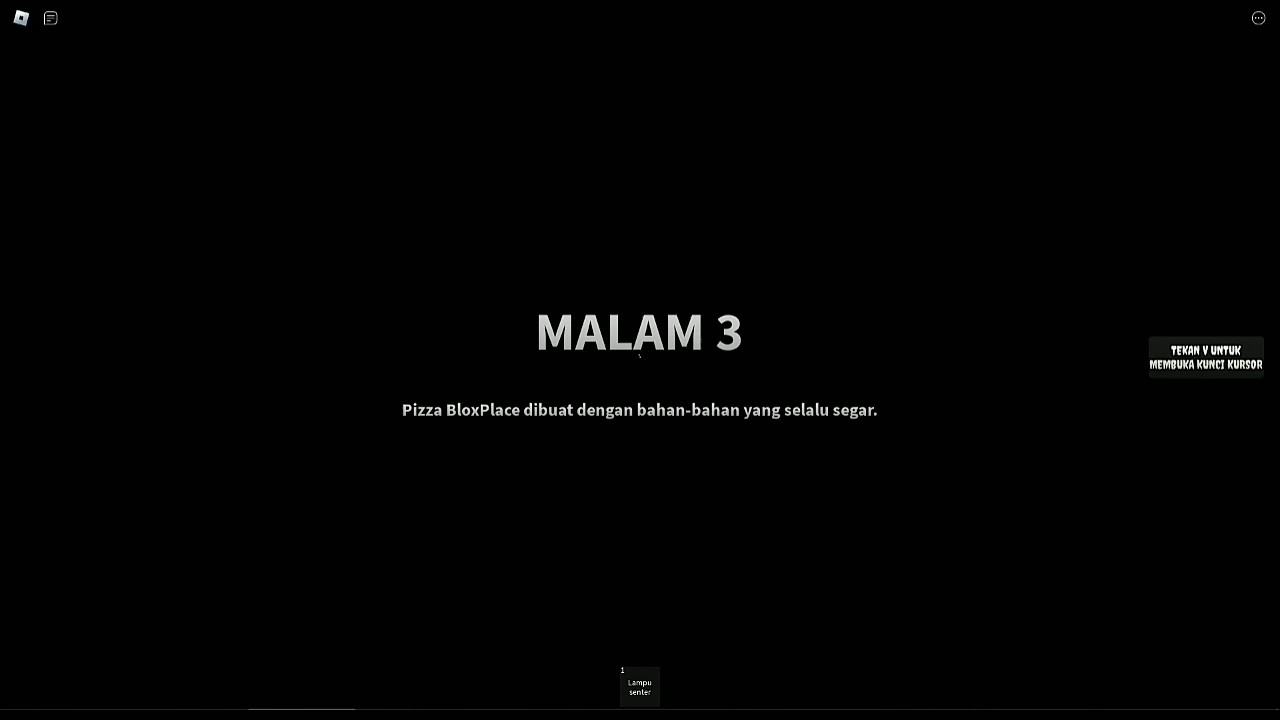 MALAM 3
Pizza BloxPlace dibuat dengan bahan-bahan yang selalu segar.
TEKAN V UNTUK
MEMBUKA KUNCI KURSOR
1
Lampu
senter